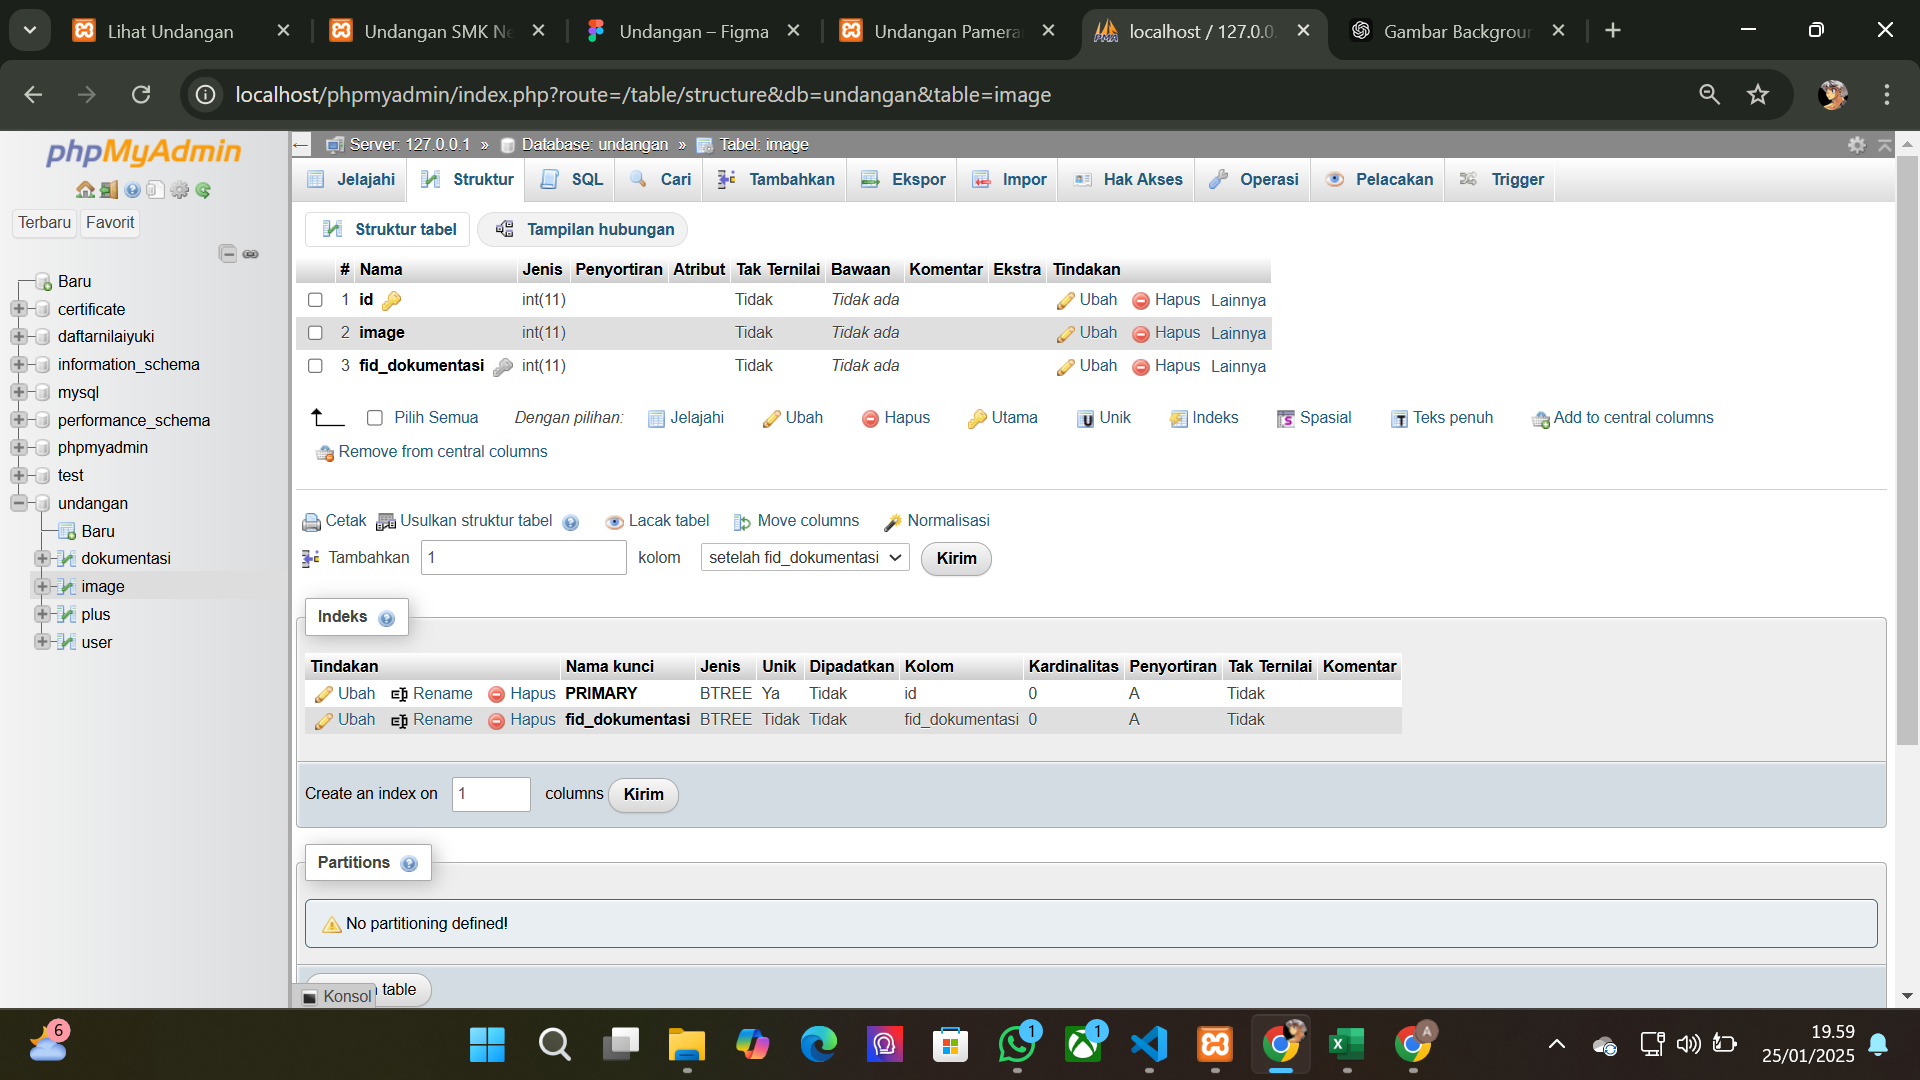 Lihat Undangan
Undangan SMK Ne
Undangan – Figma
Undangan Pamera
localhost / 127.0.0.
Gambar Backgroun
localhost/phpmyadmin/index.php?route=/table/structure&db=undangan&table=image
phpMyAdmin
Terbaru Favorit
Baru
certificate
daftarnilaiyuki
information_schema
mysql
performance_schema
phpmyadmin
test
undangan
Baru
dokumentasi
image
plus
user
Server: 127.0.0.1 » Database: undangan » Tabel: image
Jelajahi Struktur SQL Cari Tambahkan Ekspor Impor Hak Akses Operasi Pelacakan Trigger
Struktur tabel Tampilan hubungan
# Nama Jenis Penyortiran Atribut Tak Ternilai Bawaan Komentar Ekstra Tindakan
1 id int(11) Tidak Tidak ada Ubah Hapus Lainnya
2 image int(11) Tidak Tidak ada Ubah Hapus Lainnya
3 fid_dokumentasi int(11) Tidak Tidak ada Ubah Hapus Lainnya
Pilih Semua Dengan pilihan: Jelajahi Ubah Hapus Utama Unik Indeks Spasial Teks penuh Add to central columns
Remove from central columns
Cetak Usulkan struktur tabel Lacak tabel Move columns Normalisasi
Tambahkan 1 kolom setelah fid_dokumentasi Kirim
Indeks
Tindakan Nama kunci Jenis Unik Dipadatkan Kolom Kardinalitas Penyortiran Tak Ternilai Komentar
Ubah Rename Hapus PRIMARY BTREE Ya Tidak id 0 A Tidak
Ubah Rename Hapus fid_dokumentasi BTREE Tidak Tidak fid_dokumentasi 0 A Tidak
Create an index on 1 columns Kirim
Partitions
No partitioning defined!
table
Konsol
6
1
1
A
19.59
25/01/2025